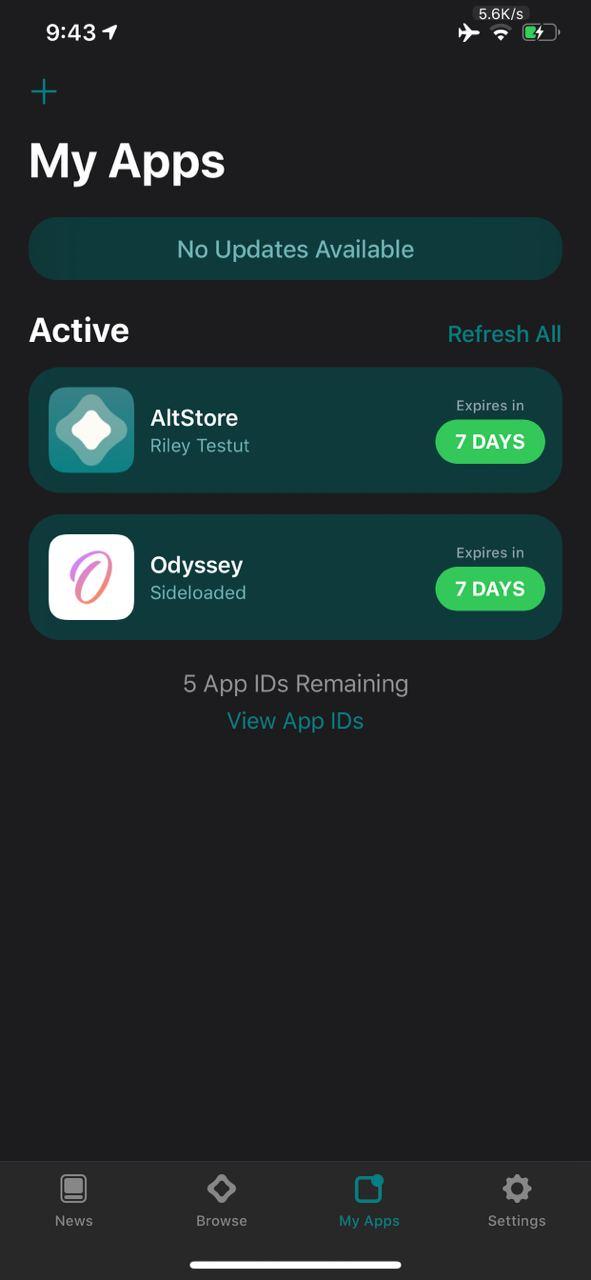 5.6K/s
9:43
My Apps
No Updates Available
Active
Refresh All
AltStore
Riley Testut
Expires in
7 DAYS
Odyssey
Sideloaded
Expires in
7 DAYS
5 App IDs Remaining
View App IDs
News
Browse
My Apps
Settings